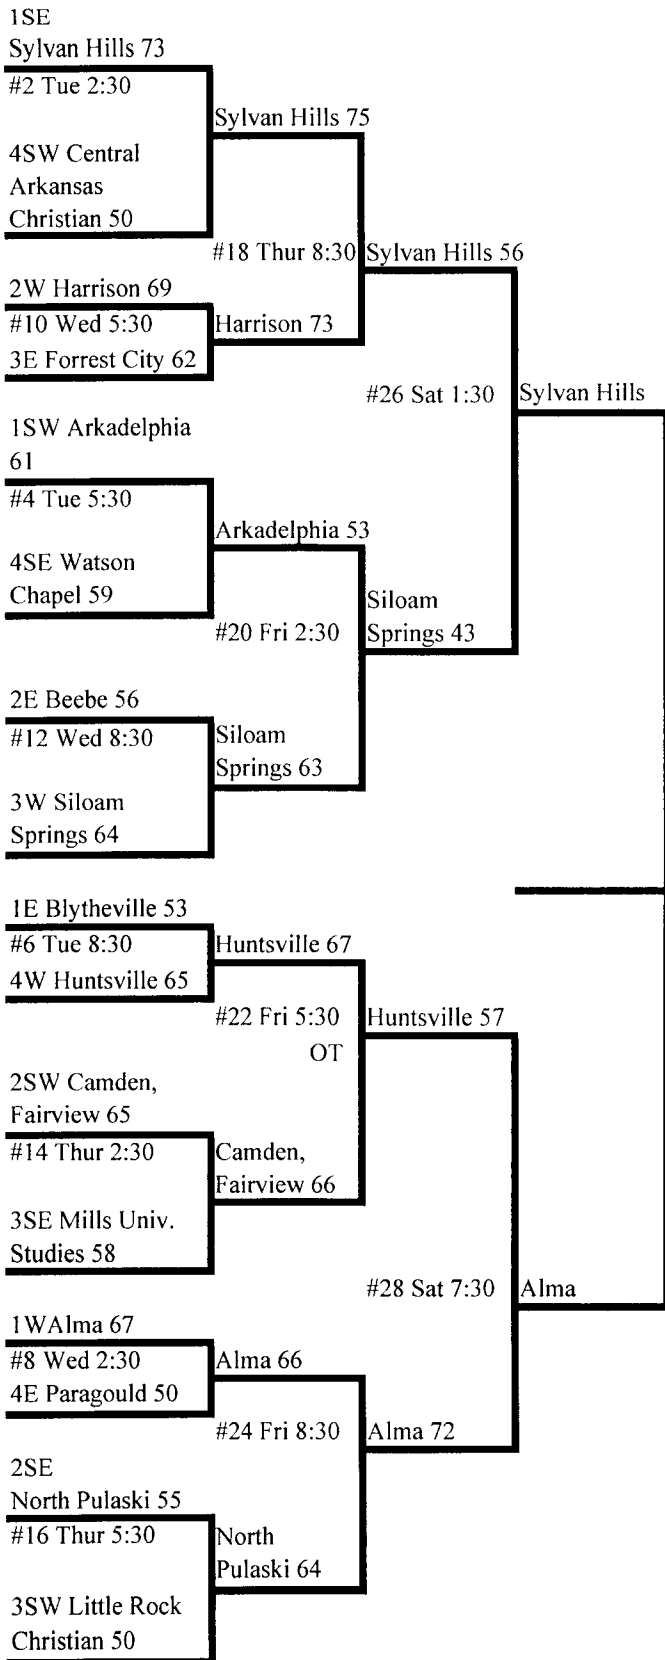 1SE
Sylvan Hills 73
#2 Tue 2:30
Sylvan Hills 75
4SW Central
Arkansas
Christian 50
#18 Thur 8:30
Sylvan Hills 56
2W Harrison 69
#10 Wed 5:30
Harrison 73
3E Forrest City 62
#26 Sat 1:30
Sylvan Hills
1SW Arkadelphia
61
#4 Tue 5:30
Arkadelphia 53
4SE Watson
Chapel 59
#20 Fri 2:30
Siloam
Springs 43
2E Beebe 56
#12 Wed 8:30
Siloam
Springs 63
3W Siloam
Springs 64
1E Blytheville 53
#6 Tue 8:30
Huntsville 67
4W Huntsville 65
#22 Fri 5:30
OT
Huntsville 57
2SW Camden,
Fairview 65
#14 Thur 2:30
Camden,
Fairview 66
3SE Mills Univ.
Studies 58
#28 Sat 7:30
Alma
1WAlma 67
#8 Wed 2:30
Alma 66
4E Paragould 50
#24 Fri 8:30
Alma 72
2SE
North Pulaski 55
#16 Thur 5:30
North
Pulaski 64
3SW Little Rock
Christian 50